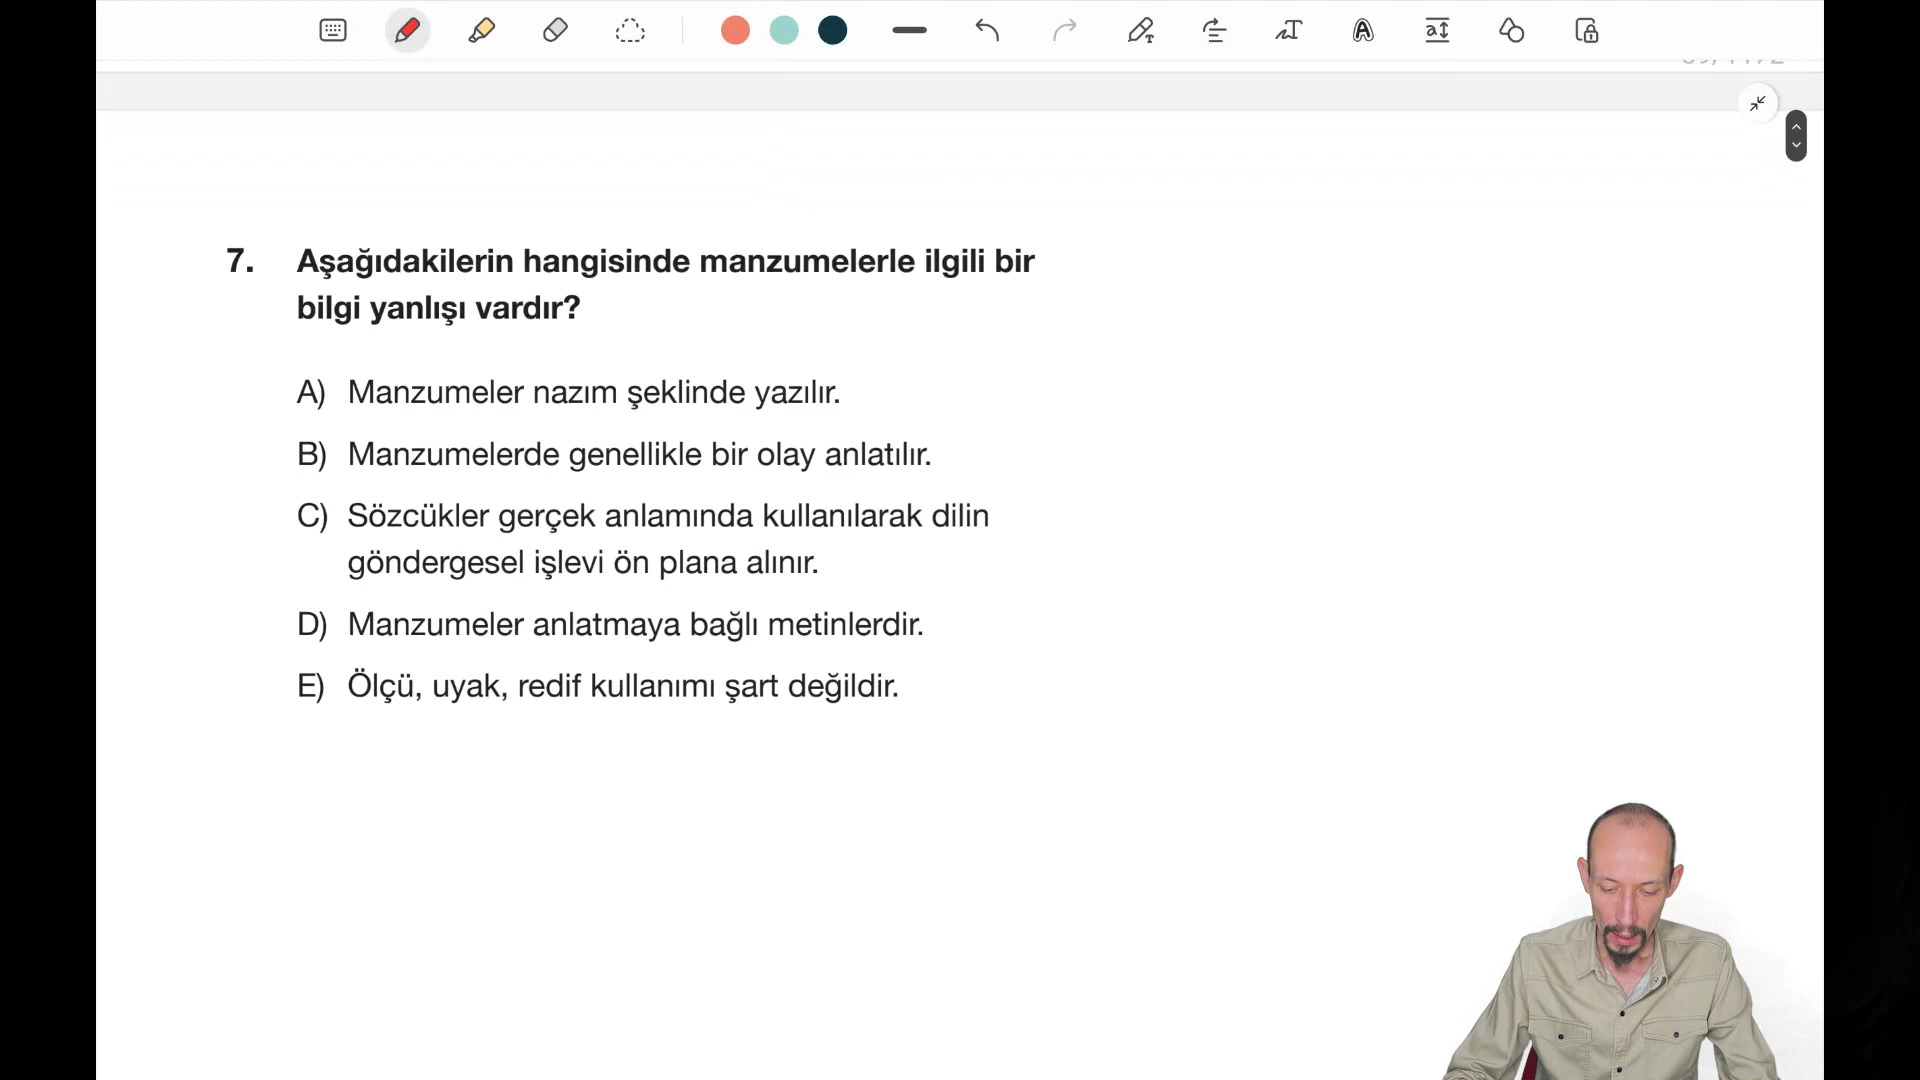 7. Aşağıdakilerin hangisinde manzumelerle ilgili bir
bilgi yanlışı vardır?
A) Manzumeler nazım şeklinde yazılır.
B) Manzumelerde genellikle bir olay anlatılır.
C) Sözcükler gerçek anlamında kullanılarak dilin
göndergesel işlevi ön plana alınır.
D) Manzumeler anlatmaya bağlı metinlerdir.
E) Ölçü, uyak, redif kullanımı şart değildir.